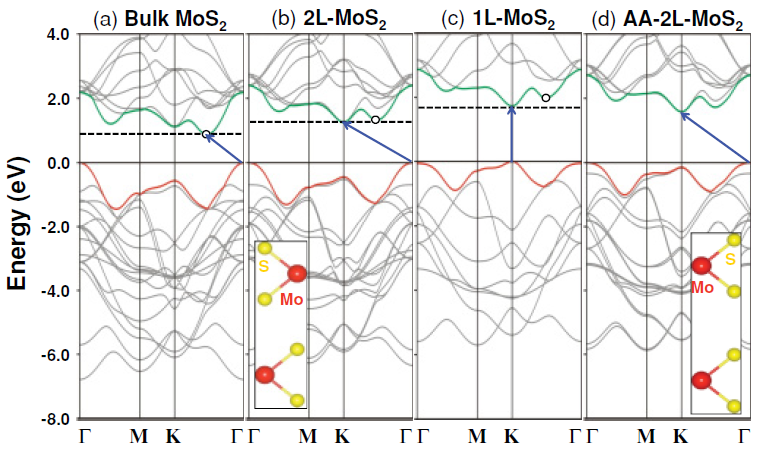 (a) Bulk MoS2 (b) 2L-MoS2 (c) 1L-MoS2 (d) AA-2L-MoS2
Energy (eV)
4.0
2.0
0.0
-2.0
-4.0
-6.0
-8.0
S
Mo
S
Mo
Γ M K Γ Γ M K Γ Γ M K Γ Γ M K Γ